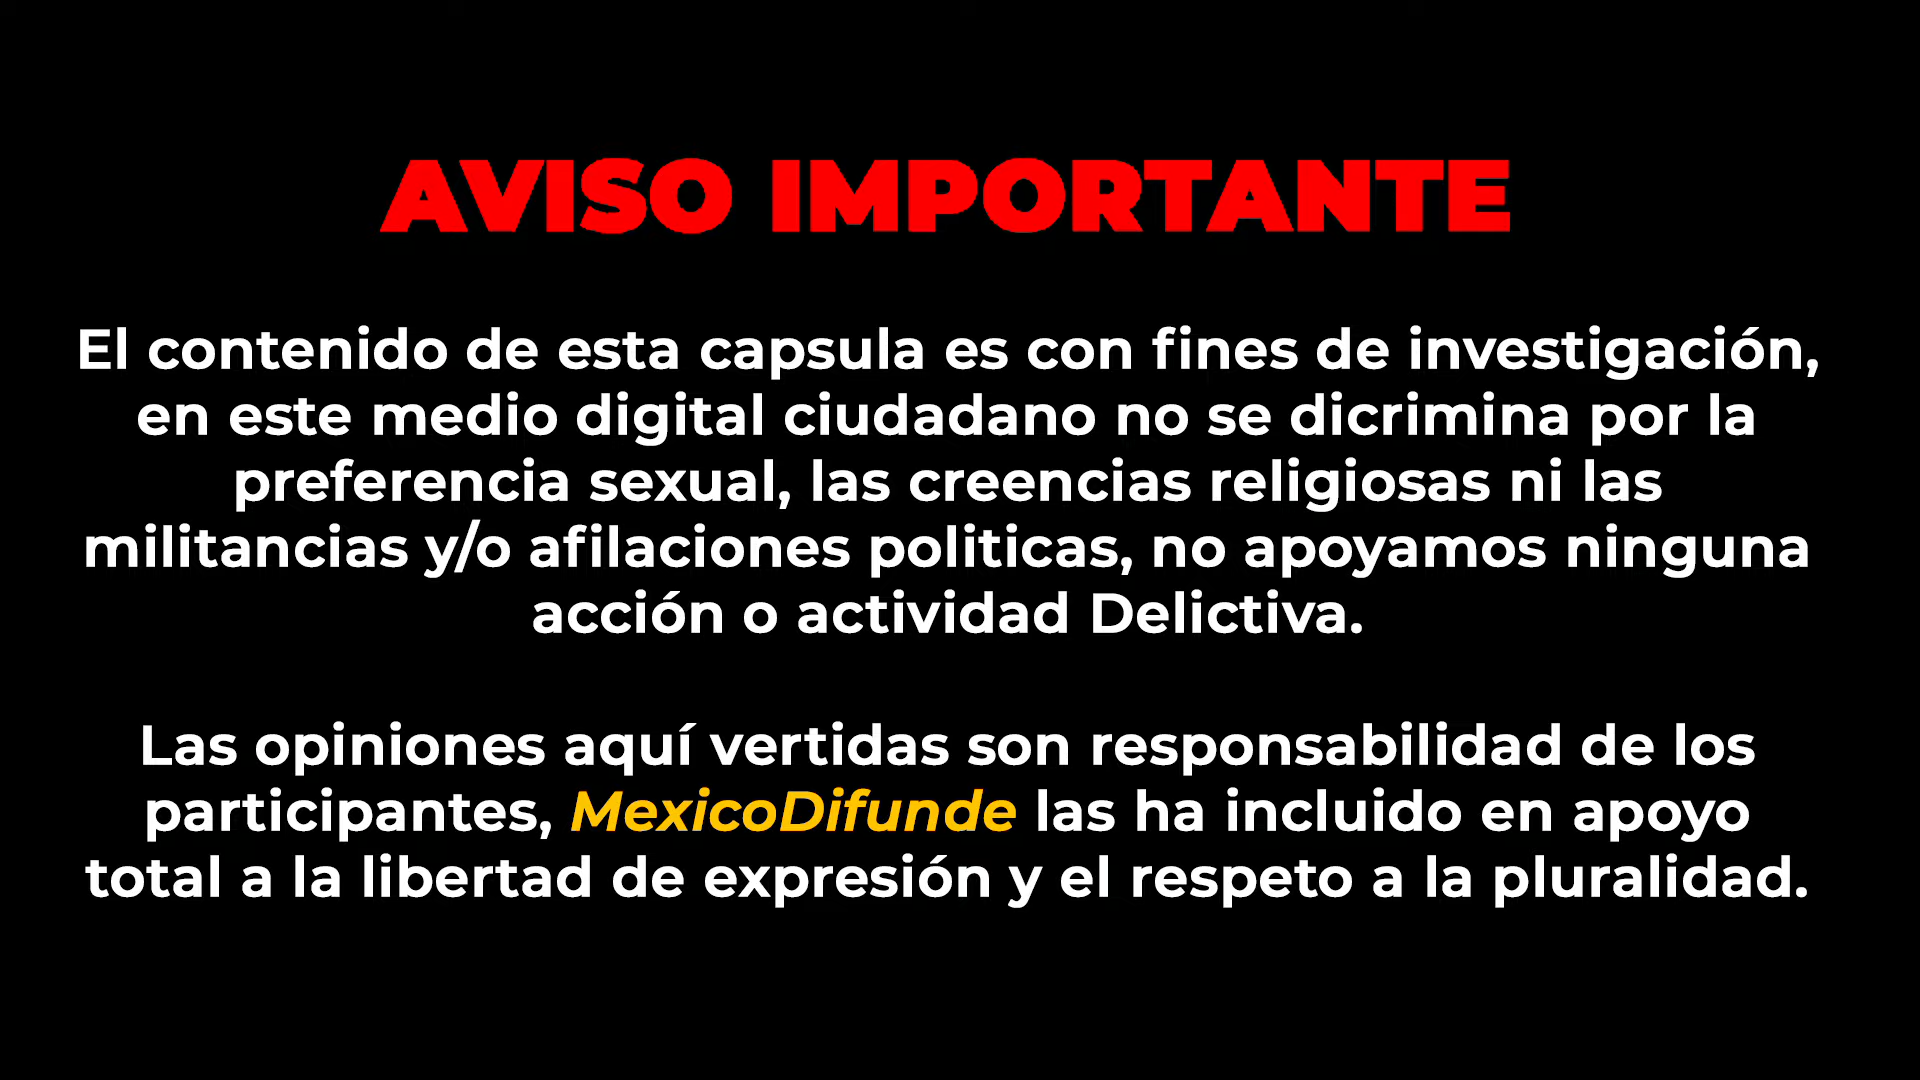 AVISO IMPORTANTE
El contenido de esta capsula es con fines de investigación,
en este medio digital ciudadano no se dicrimina por la
preferencia sexual, las creencias religiosas ni las
militancias y/o afilaciones politicas, no apoyamos ninguna
acción o actividad Delictiva.
Las opiniones aquí vertidas son responsabilidad de los
participantes, MexicoDifunde las ha incluido en apoyo
total a la libertad de expresión y el respeto a la pluralidad.